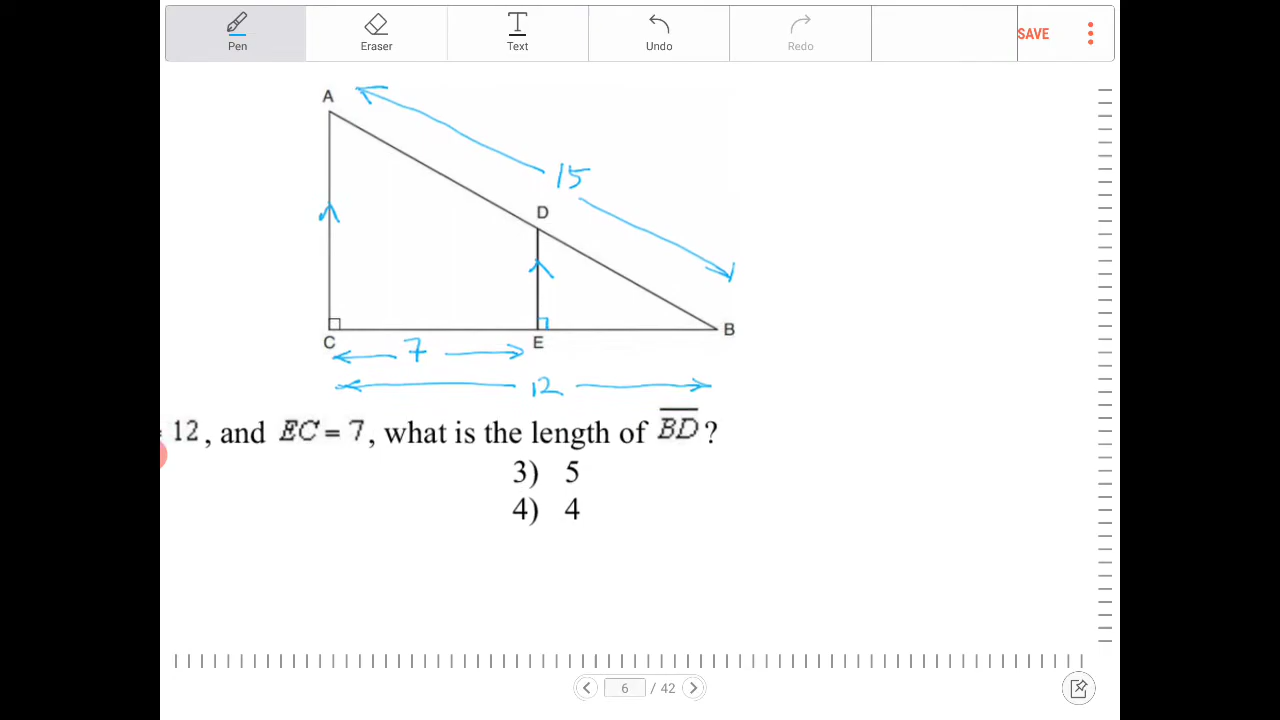 Pen Eraser Text Undo Redo SAVE
A
15
D
C E B
7
12
12, and EC = 7, what is the length of BD?
3) 5
4) 4
6 / 42